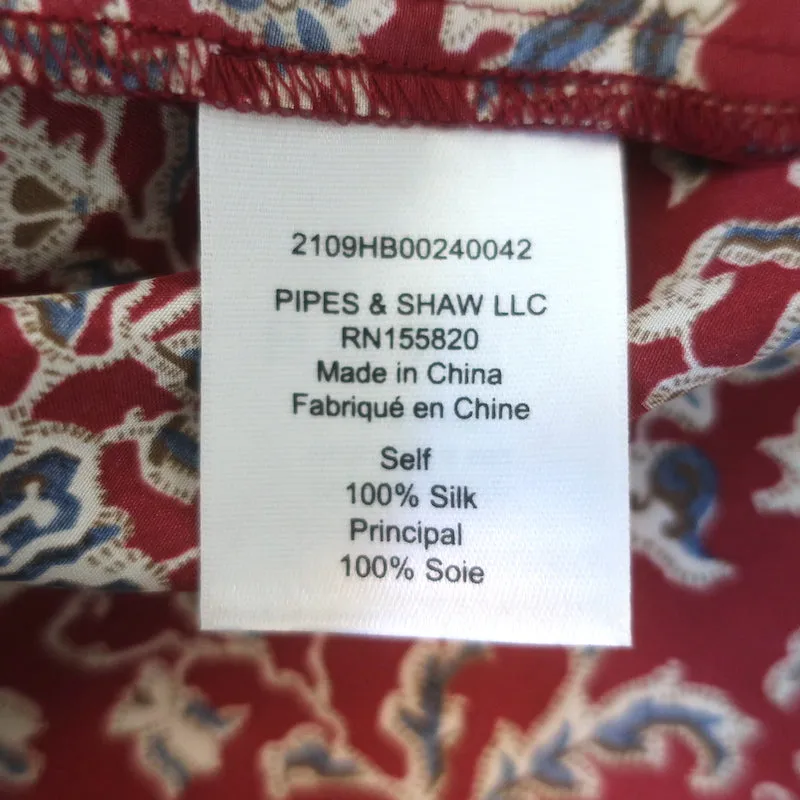 2109HB00240042
PIPES & SHAW LLC
RN155820
Made in China
Fabriqué en Chine
Self
100% Silk
Principal
100% Soie